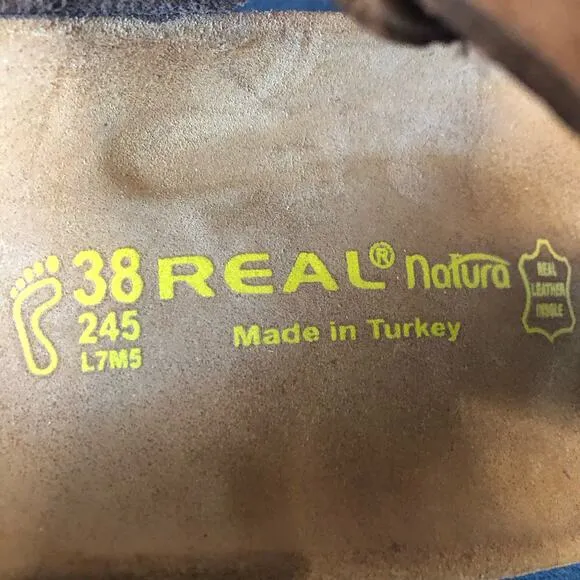 38 REAL® natura
245
L7M5
Made in Turkey
REAL
LEATHER
INSOLE